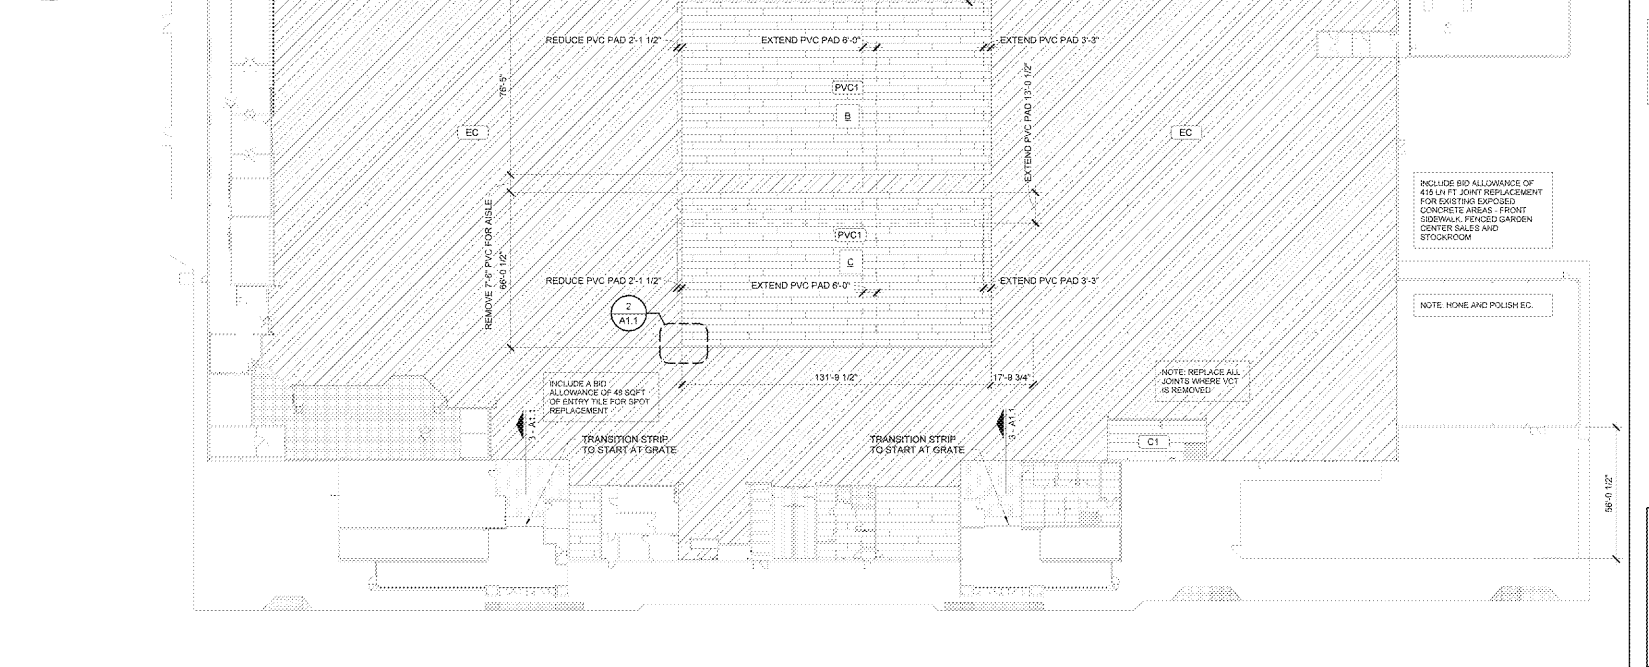 REDUCE PVC PAD 2'-1 1/2"
EXTEND PVC PAD 6'-0"
EXTEND PVC PAD 3'-3"
76'-5"
PVC1
B
EXTEND PVC PAD 13'-0 1/2"
EC
EC
INCLUDE BID ALLOWANCE OF
415 LN FT JOINT REPLACEMENT
FOR EXISTING EXPOSED
CONCRETE AREAS - FRONT
SIDEWALK, FENCED GARDEN
CENTER SALES AND
STOCKROOM
REMOVE 7'-6" PVC FOR AISLE
66'-0 1/2"
PVC1
C
REDUCE PVC PAD 2'-1 1/2"
EXTEND PVC PAD 6'-0"
EXTEND PVC PAD 3'-3"
2
A1.1
NOTE: HONE AND POLISH EC.
131'-9 1/2"
17'-9 3/4"
INCLUDE A BID
ALLOWANCE OF 48 SQFT
OF ENTRY TILE FOR SPOT
REPLACEMENT
NOTE: REPLACE ALL
JOINTS WHERE VCT
IS REMOVED
3 - A1.1
3 - A1.1
TRANSITION STRIP
TO START AT GRATE
TRANSITION STRIP
TO START AT GRATE
C1
56'-0 1/2"